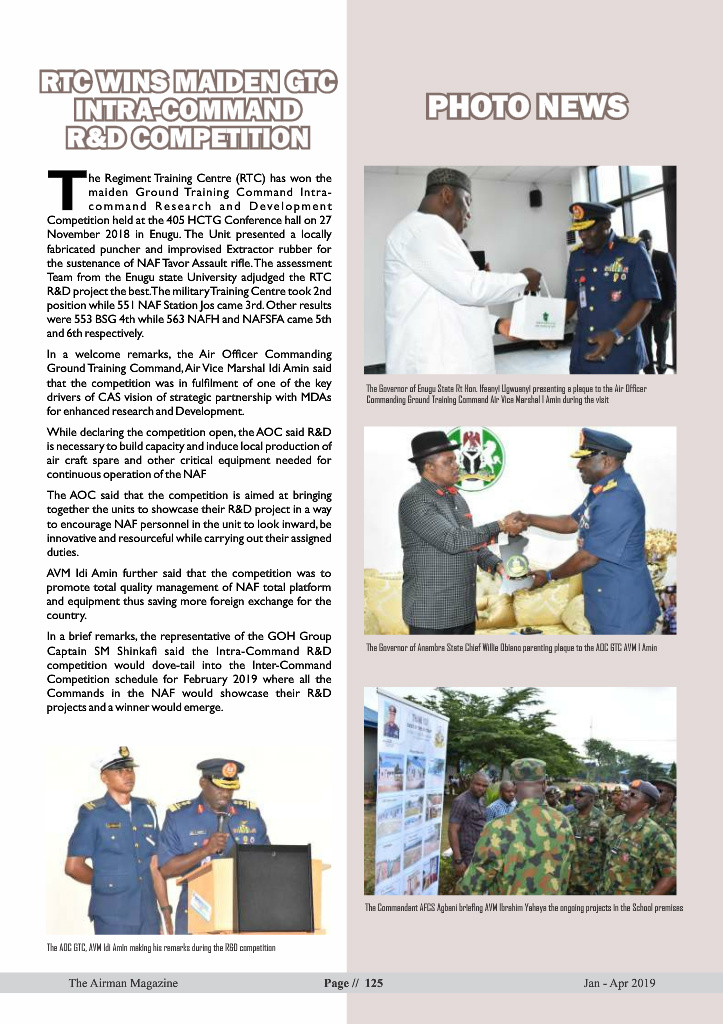 RTC WINS MAIDEN GTC
INTRA-COMMAND
R&D COMPETITION
The Regiment Training Centre (RTC) has won the
maiden Ground Training Command Intra-
command Research and Development
Competition held at the 405 HCTG Conference hall on 27
November 2018 in Enugu. The Unit presented a locally
fabricated puncher and improvised Extractor rubber for
the sustenance of NAF Tavor Assault rifle. The assessment
Team from the Enugu state University adjudged the RTC
R&D project the best. The military Training Centre took 2nd
position while 551 NAF Station Jos came 3rd. Other results
were 553 BSG 4th while 563 NAFH and NAFSFA came 5th
and 6th respectively.
In a welcome remarks, the Air Officer Commanding
Ground Training Command, Air Vice Marshal Idi Amin said
that the competition was in fulfilment of one of the key
drivers of CAS vision of strategic partnership with MDAs
for enhanced research and Development.
While declaring the competition open, the AOC said R&D
is necessary to build capacity and induce local production of
air craft spare and other critical equipment needed for
continuous operation of the NAF
The AOC said that the competition is aimed at bringing
together the units to showcase their R&D project in a way
to encourage NAF personnel in the unit to look inward, be
innovative and resourceful while carrying out their assigned
duties.
AVM Idi Amin further said that the competition was to
promote total quality management of NAF total platform
and equipment thus saving more foreign exchange for the
country.
In a brief remarks, the representative of the GOH Group
Captain SM Shinkafi said the Intra-Command R&D
competition would dove-tail into the Inter-Command
Competition schedule for February 2019 where all the
Commands in the NAF would showcase their R&D
projects and a winner would emerge.
The AOC GTC, AVM Idi Amin making his remarks during the R&D competition
PHOTO NEWS
The Governor of Enugu State Rt Hon. Ifeanyi Ugwuanyi presenting a plaque to the Air Officer
Commanding Ground Training Command Air Vice Marshal I Amin during the visit
The Governor of Anambra State Chief Willie Obiano parenting plaque to the AOC GTC AVM I Amin
The Commandant AFCS Agbani briefing AVM Ibrahim Yahaya the ongoing projects in the School premises
The Airman Magazine
Page // 125
Jan - Apr 2019